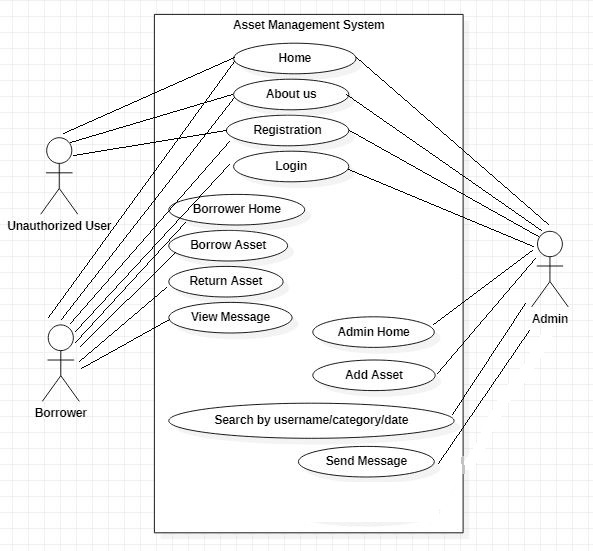 Asset Management System
Home
About us
Registration
Login
Unauthorized User
Borrower Home
Borrow Asset
Return Asset
View Message
Admin
Admin Home
Add Asset
Borrower
Search by username/category/date
Send Message